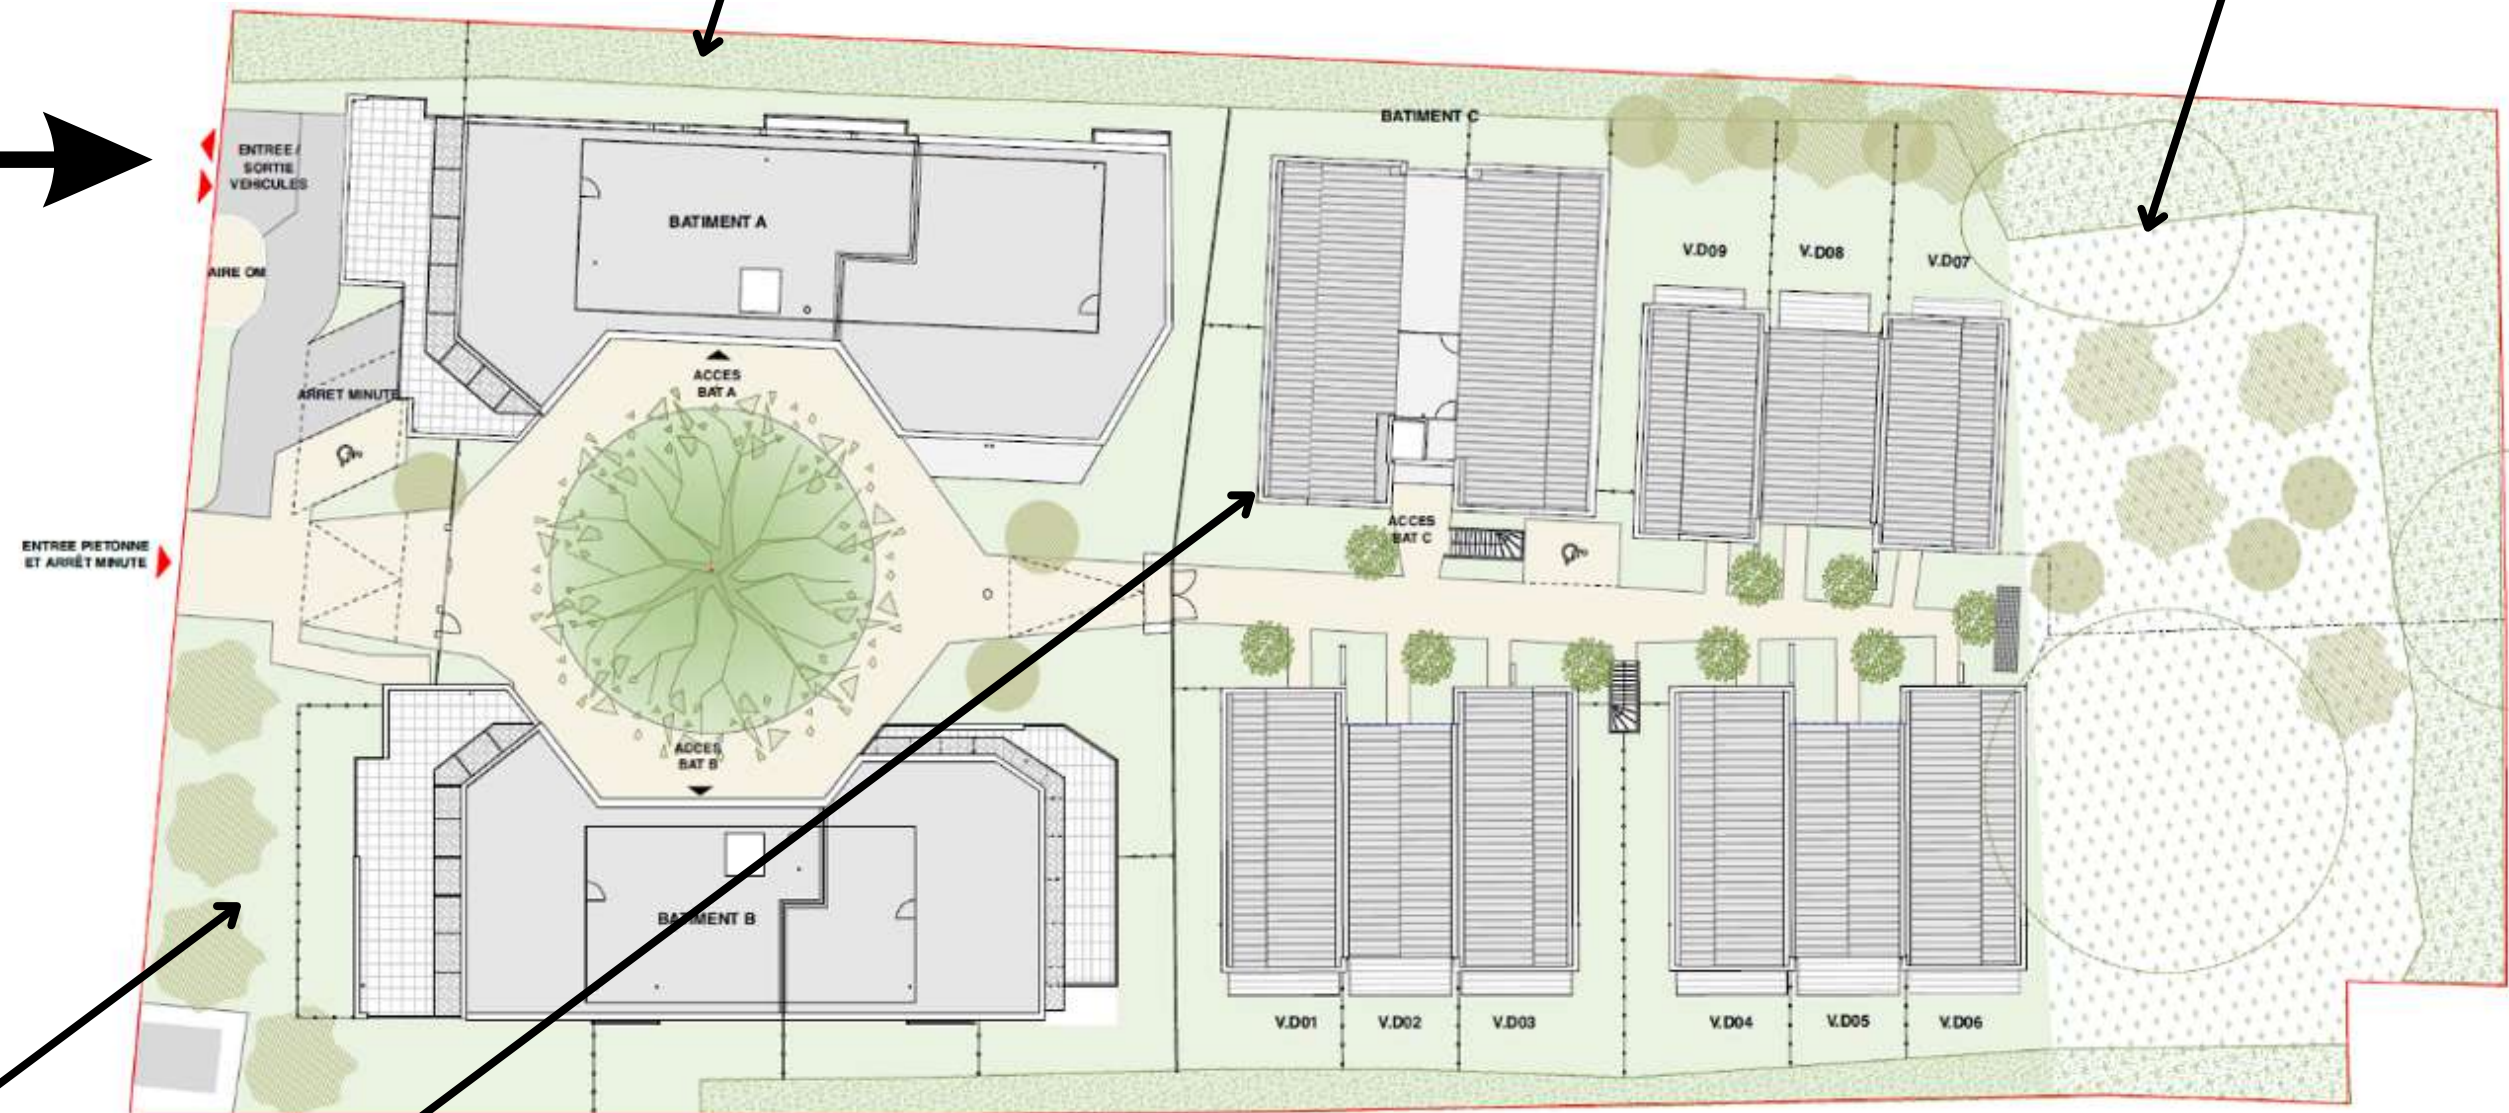 BATIMENT C
ENTREE /
SORTIE
VEHICULES
BATIMENT A
AIRE OM
V.D09
V.D08
V.D07
ACCES
BAT A
ARRET MINUTE
ACCES
BAT C
ENTREE PIETONNE
ET ARRÊT MINUTE
ACCES
BAT B
BATIMENT B
V.D01
V.D02
V.D03
V.D04
V.D05
V.D06